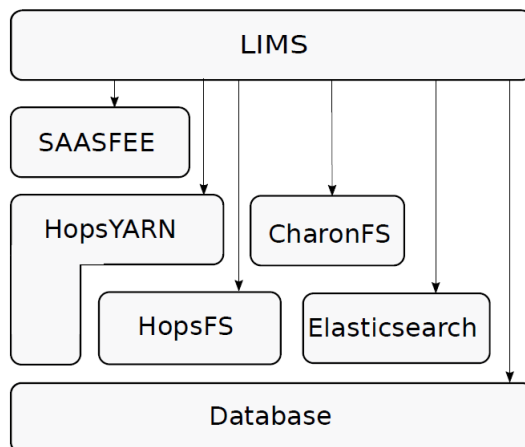 LIMS
SAASFEE
HopsYARN
CharonFS
HopsFS
Elasticsearch
Database